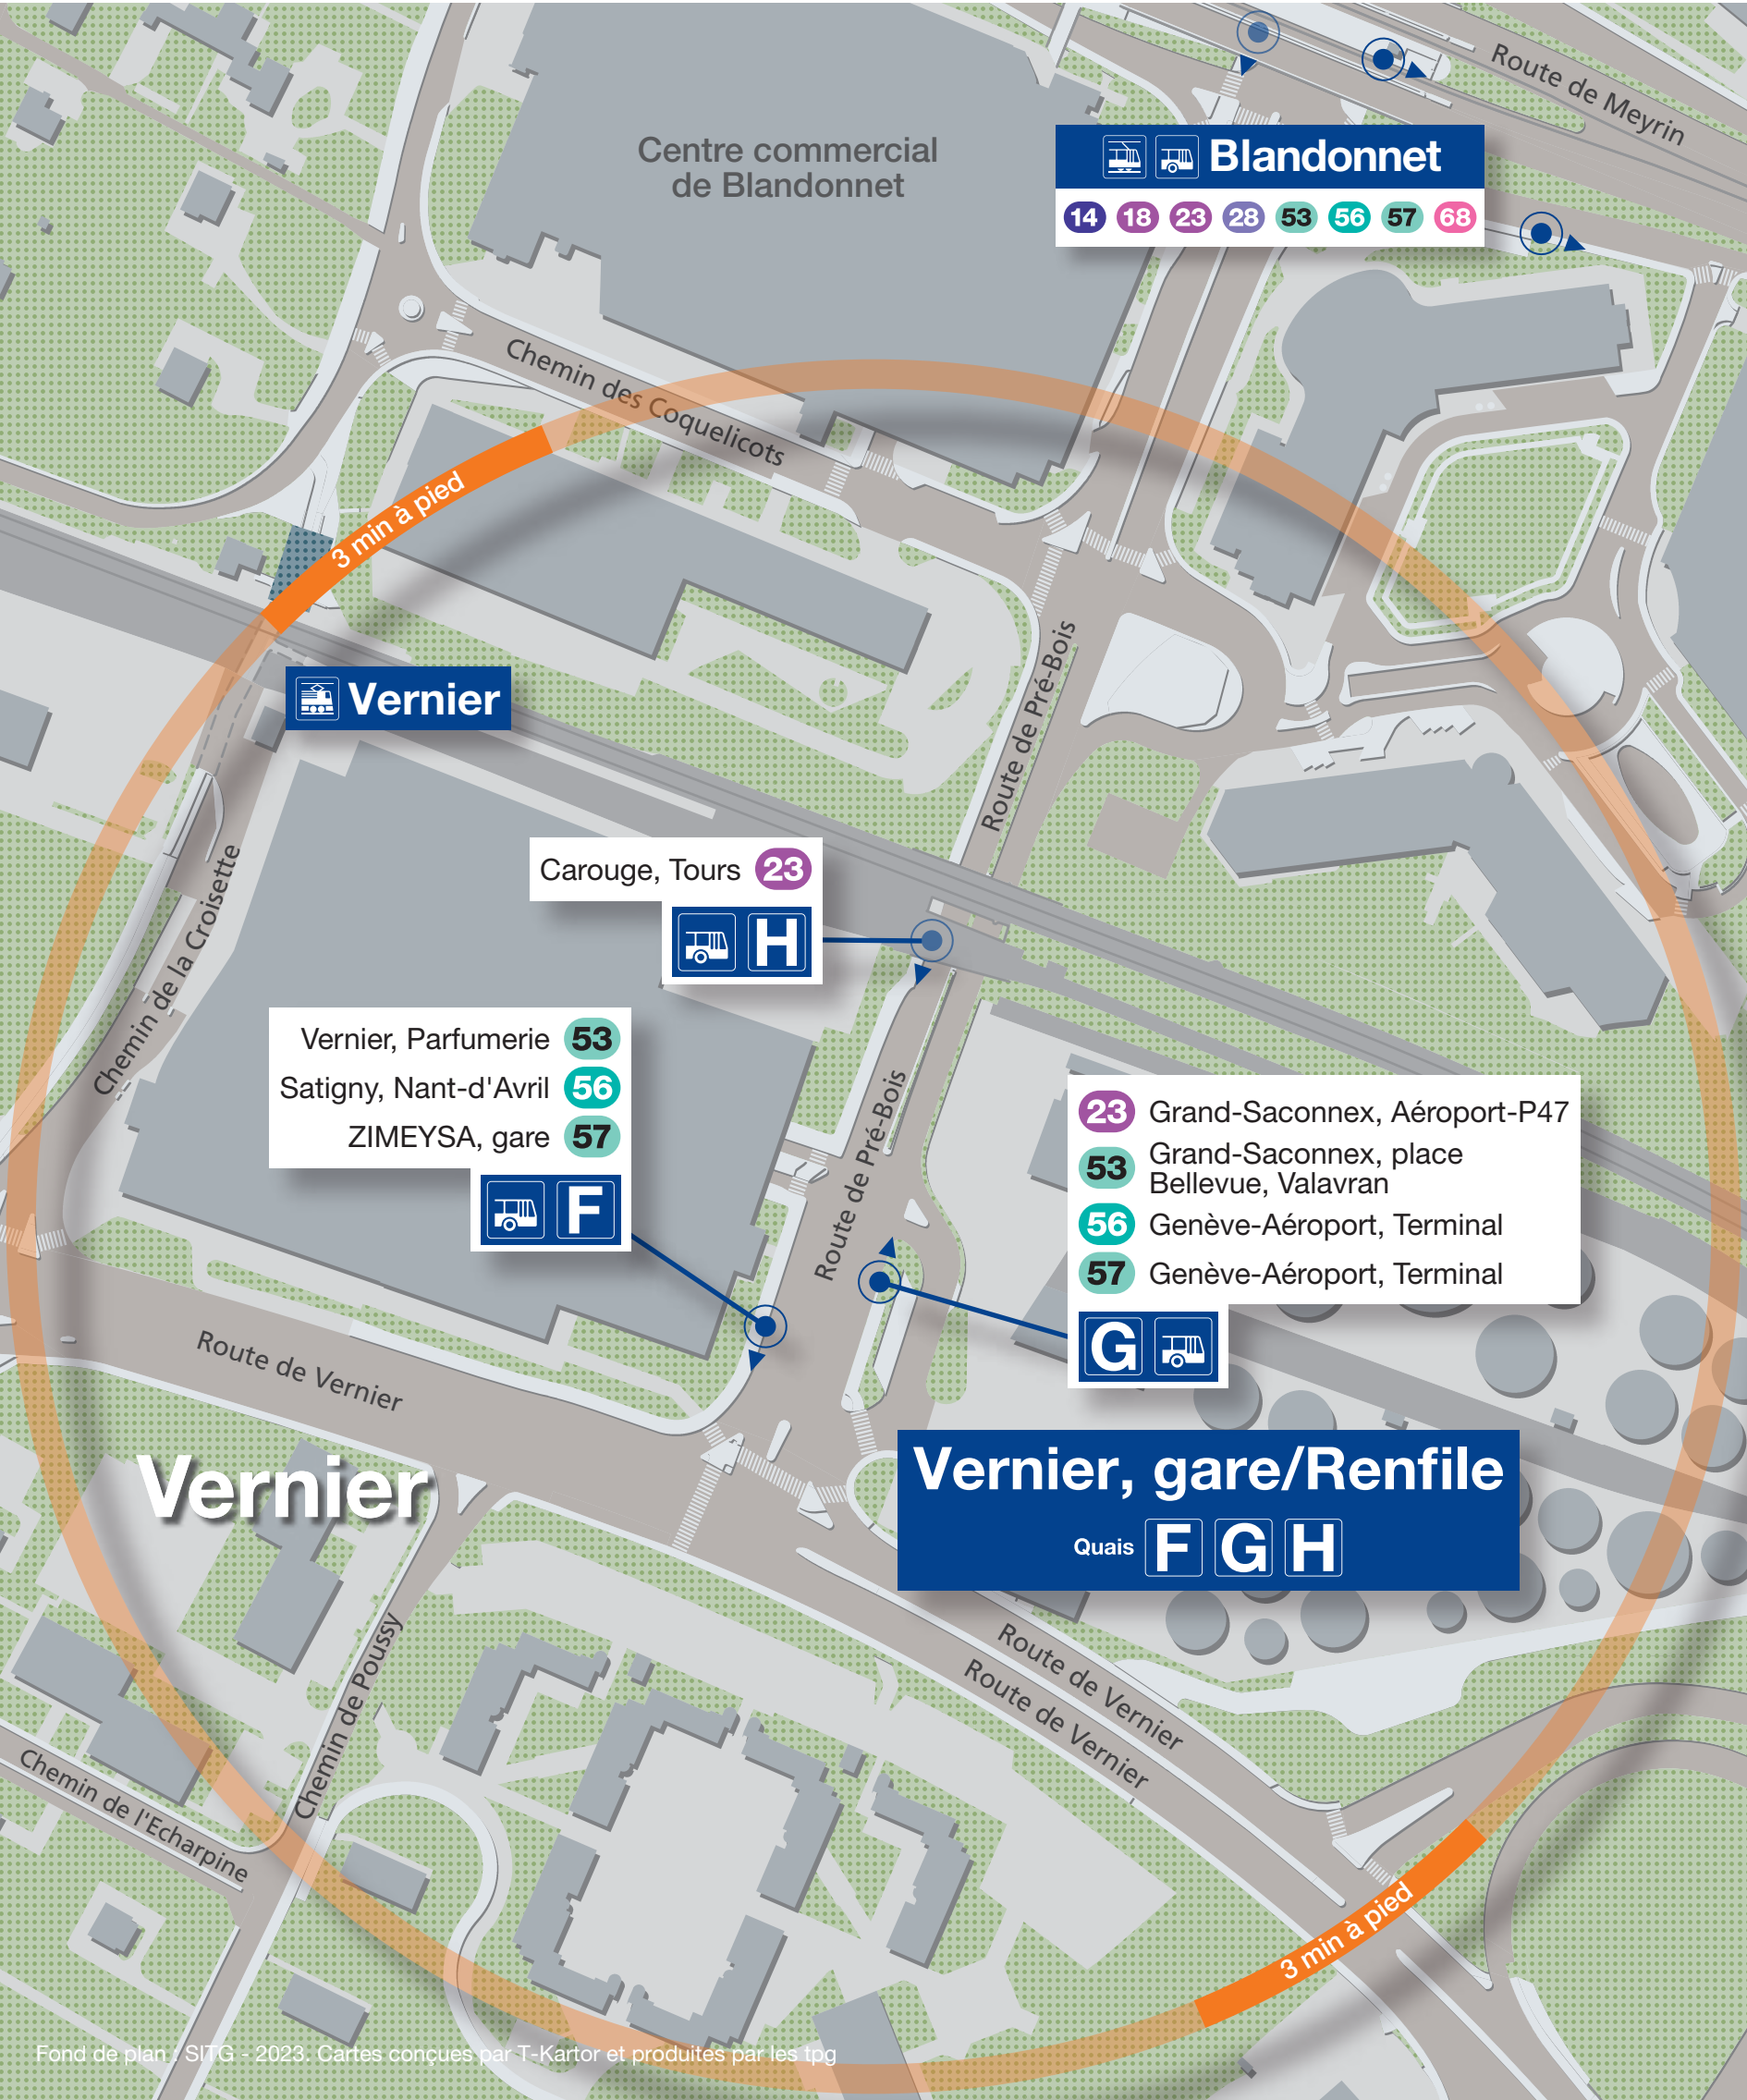 Route de Meyrin
Centre commercial
de Blandonnet
Blandonnet
14 18 23 28 53 56 57 68
Chemin des Coquelicots
3 min à pied
Vernier
Route de Pré-Bois
Carouge, Tours 23
H
Chemin de la Croisette
Vernier, Parfumerie 53
Satigny, Nant-d'Avril 56
ZIMEYSA, gare 57
F
Route de Pré-Bois
23 Grand-Saconnex, Aéroport-P47
53 Grand-Saconnex, place
Bellevue, Valavran
56 Genève-Aéroport, Terminal
57 Genève-Aéroport, Terminal
G
Route de Vernier
Vernier
Vernier, gare/Renfile
Quais F G H
Route de Vernier
Route de Vernier
Chemin de Poussy
Chemin de l'Echarpine
3 min à pied
Fond de plan : SITG - 2023. Cartes conçues par T-Kartor et produites par les tpg